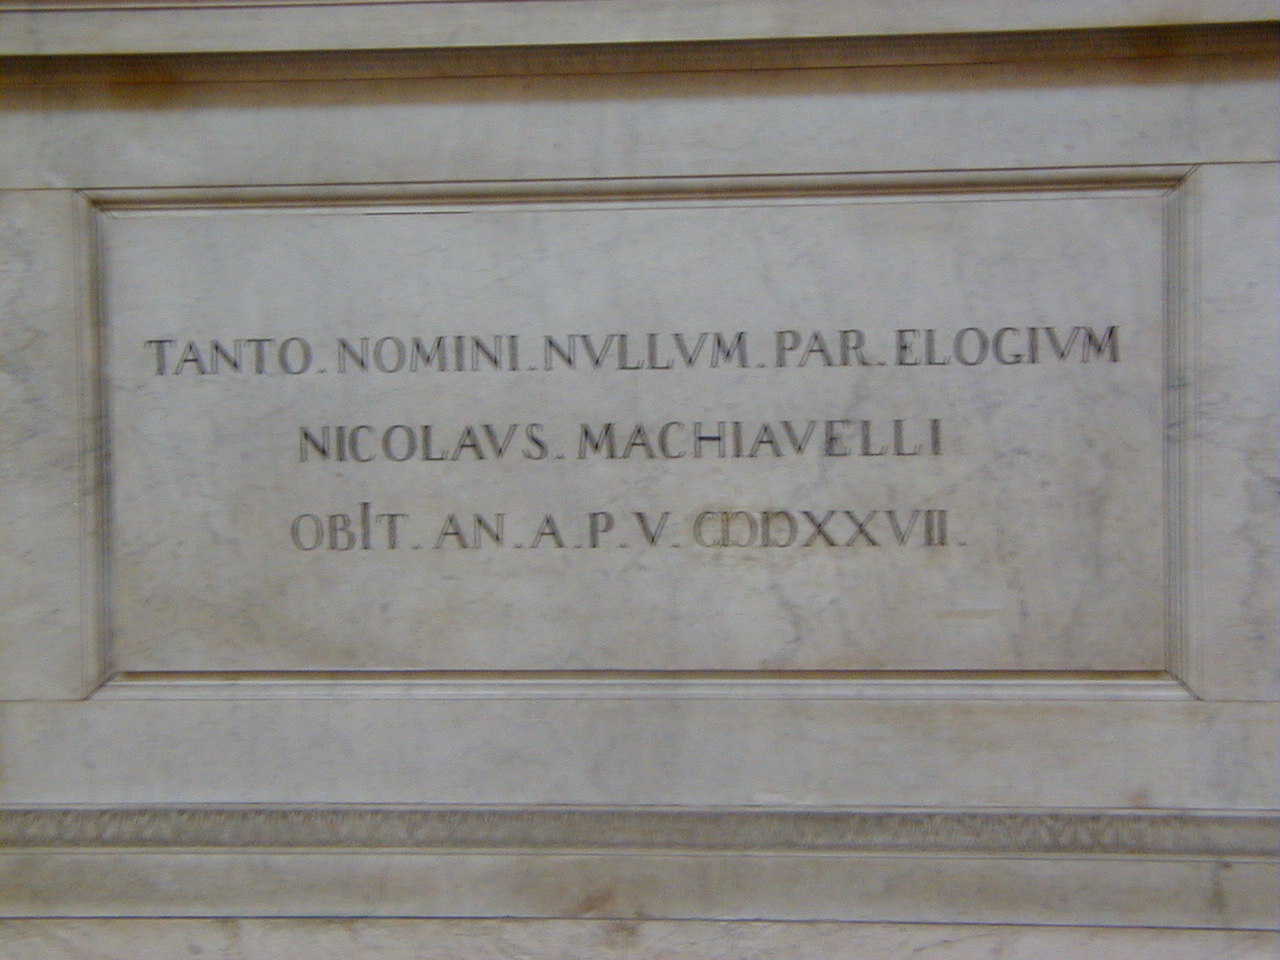 TANTO.NOMINI.NVLLVM.PAR.ELOGIVM
NICOLAVS.MACHIAVELLI
OBIT.AN.A.P.V.CIƆIƆXXVII.